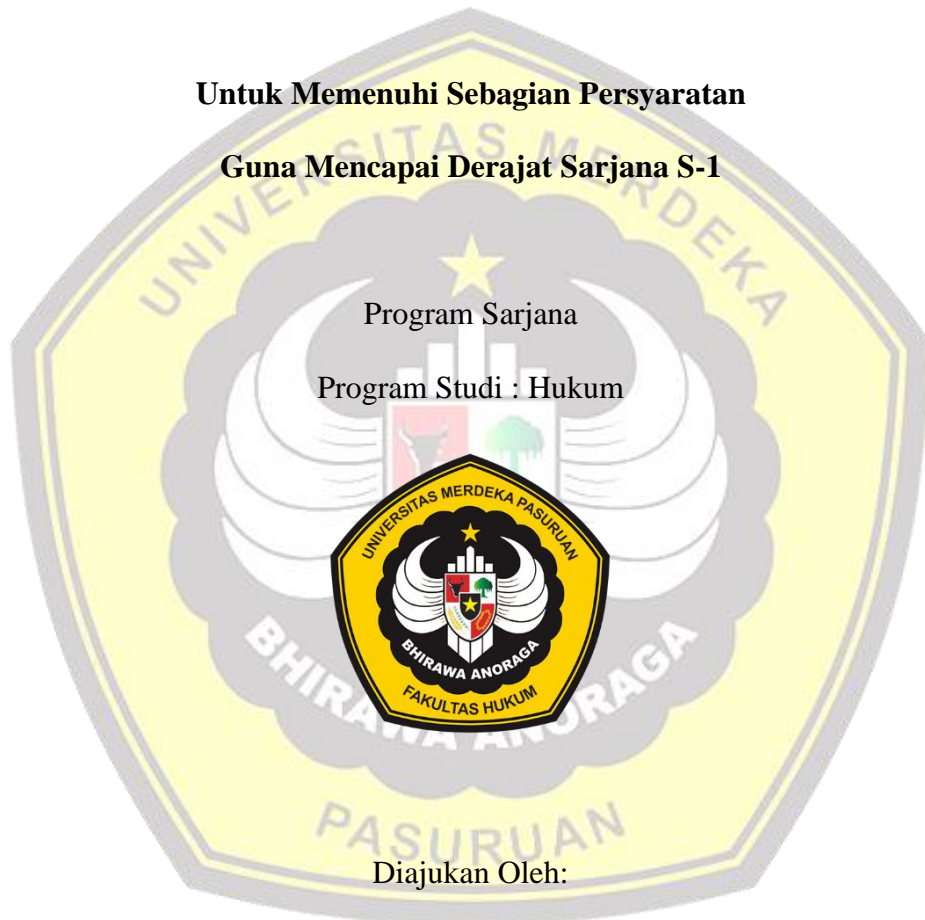 Untuk Memenuhi Sebagian Persyaratan
Guna Mencapai Derajat Sarjana S-1
UNIVERSITAS MERDEKA
Program Sarjana
Program Studi : Hukum
UNIVERSITAS MERDEKA PASURUAN
BHIRAWA ANORAGA
FAKULTAS HUKUM
BHIRAWA ANORAGA
PASURUAN
Diajukan Oleh: